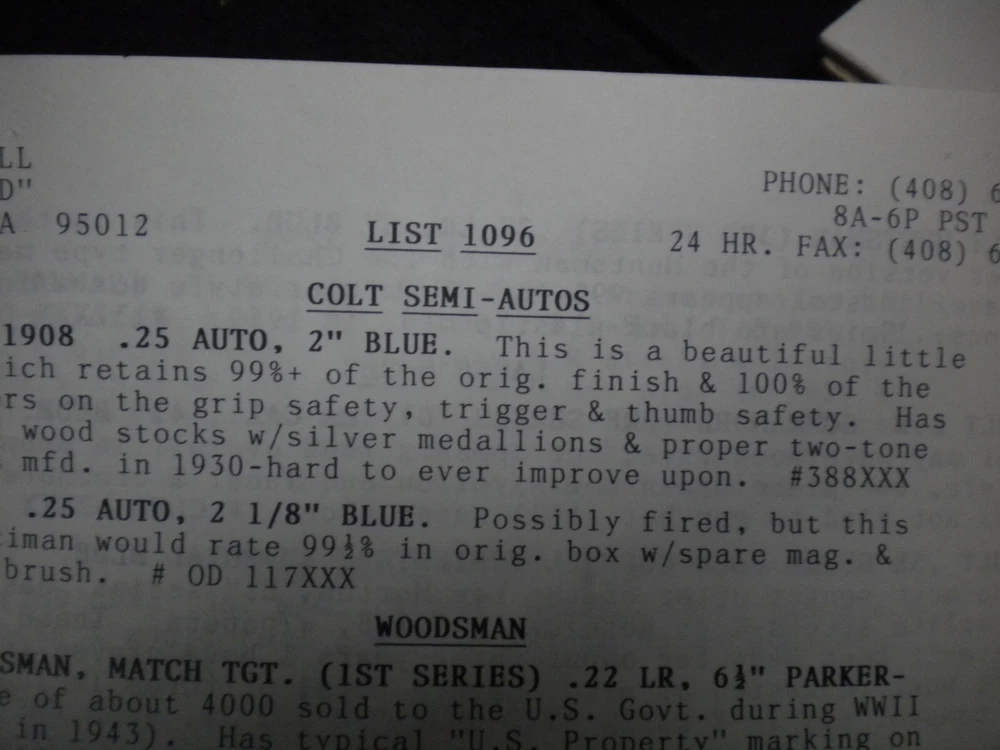 LL
D" PHONE: (408) 6
A 95012 8A-6P PST
LIST 1096 24 HR. FAX: (408) 6
COLT SEMI-AUTOS
1908 .25 AUTO, 2" BLUE. This is a beautiful little
ich retains 99%+ of the orig. finish & 100% of the
rs on the grip safety, trigger & thumb safety. Has
wood stocks w/silver medallions & proper two-tone
mfd. in 1930-hard to ever improve upon. #388XXX
.25 AUTO, 2 1/8" BLUE. Possibly fired, but this
iman would rate 99½% in orig. box w/spare mag. &
brush. # OD 117XXX
WOODSMAN
SMAN, MATCH TGT. (1ST SERIES) .22 LR, 6½" PARKER-
e of about 4000 sold to the U.S. Govt. during WWII
in 1943). Has typical "U.S. Property" marking on